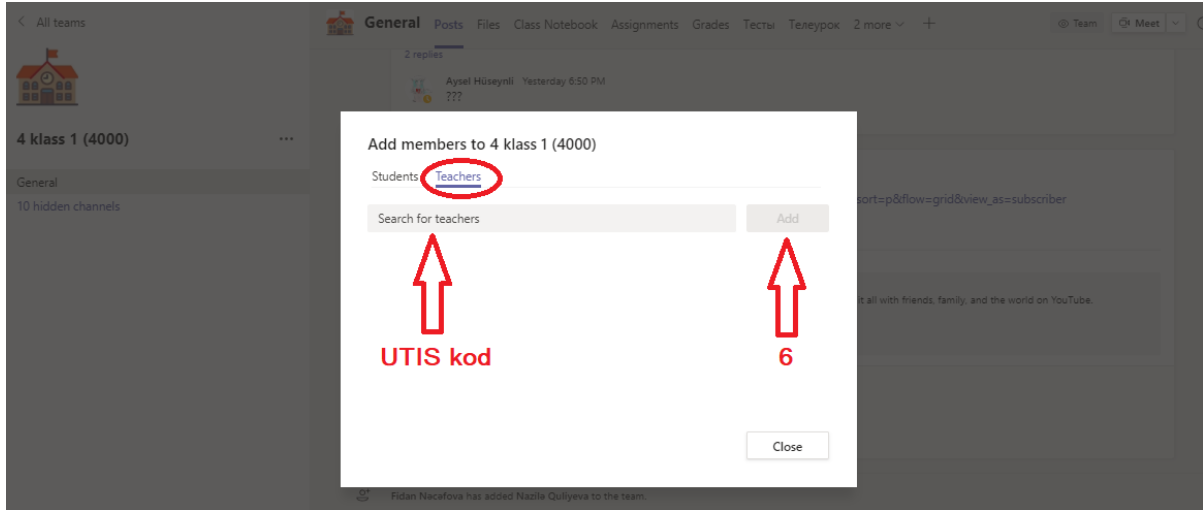 All teams
General Posts Files Class Notebook Assignments Grades Тесты Телеурок 2 more
Team
Meet
2 replies
Aysel Hüseynli Yesterday 6:50 PM
???
4 klass 1 (4000)
General
10 hidden channels
Add members to 4 klass 1 (4000)
Students Teachers
Search for teachers
Add
sort=p&flow=grid&view_as=subscriber
it all with friends, family, and the world on YouTube.
UTIS kod
6
Close
Fidan Necefova has added Nazile Quliyeva to the team.